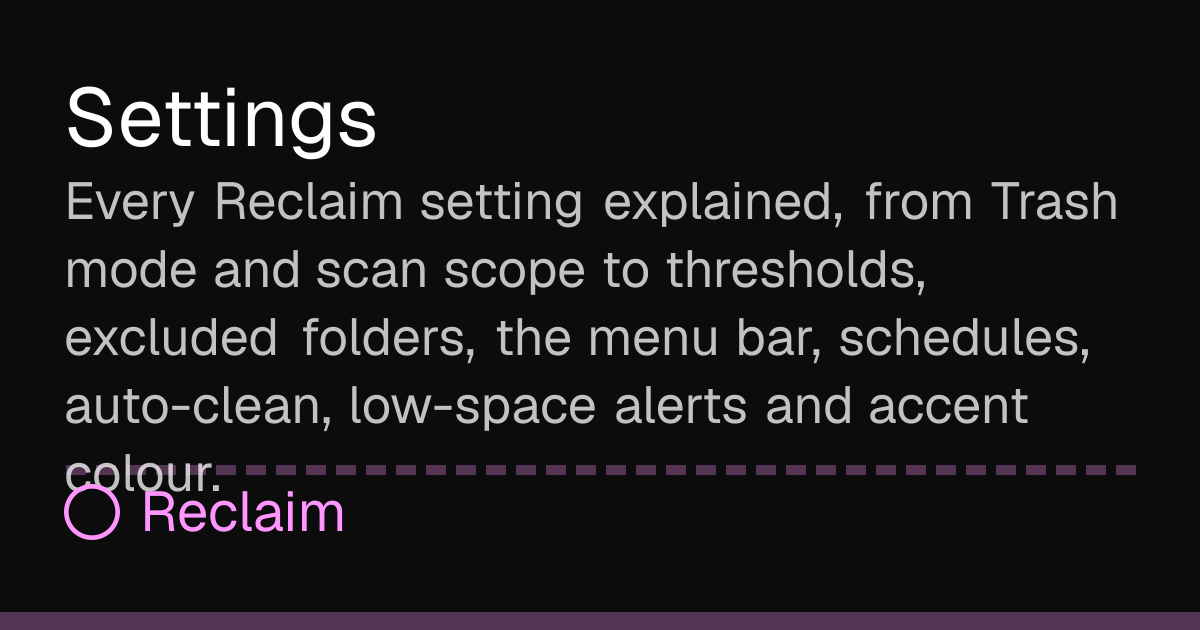 Settings
Every Reclaim setting explained, from Trash
mode and scan scope to thresholds,
excluded folders, the menu bar, schedules,
auto-clean, low-space alerts and accent
colour.
Reclaim